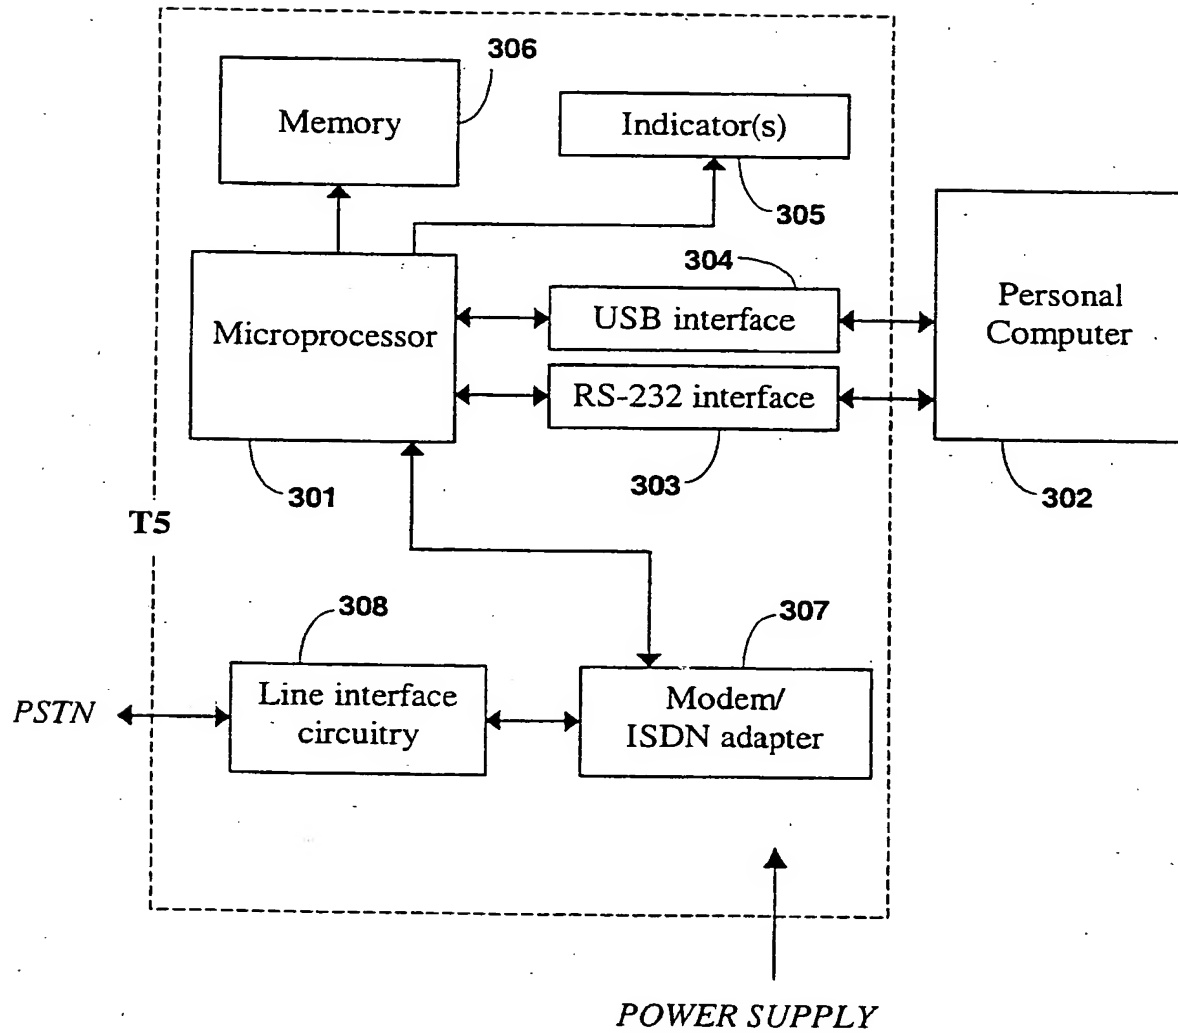 306
Memory
Indicator(s)
305
304
USB interface
Personal
Computer
Microprocessor
RS-232 interface
301
303
302
T5
308
307
PSTN
Line interface
circuitry
Modem/
ISDN adapter
POWER SUPPLY